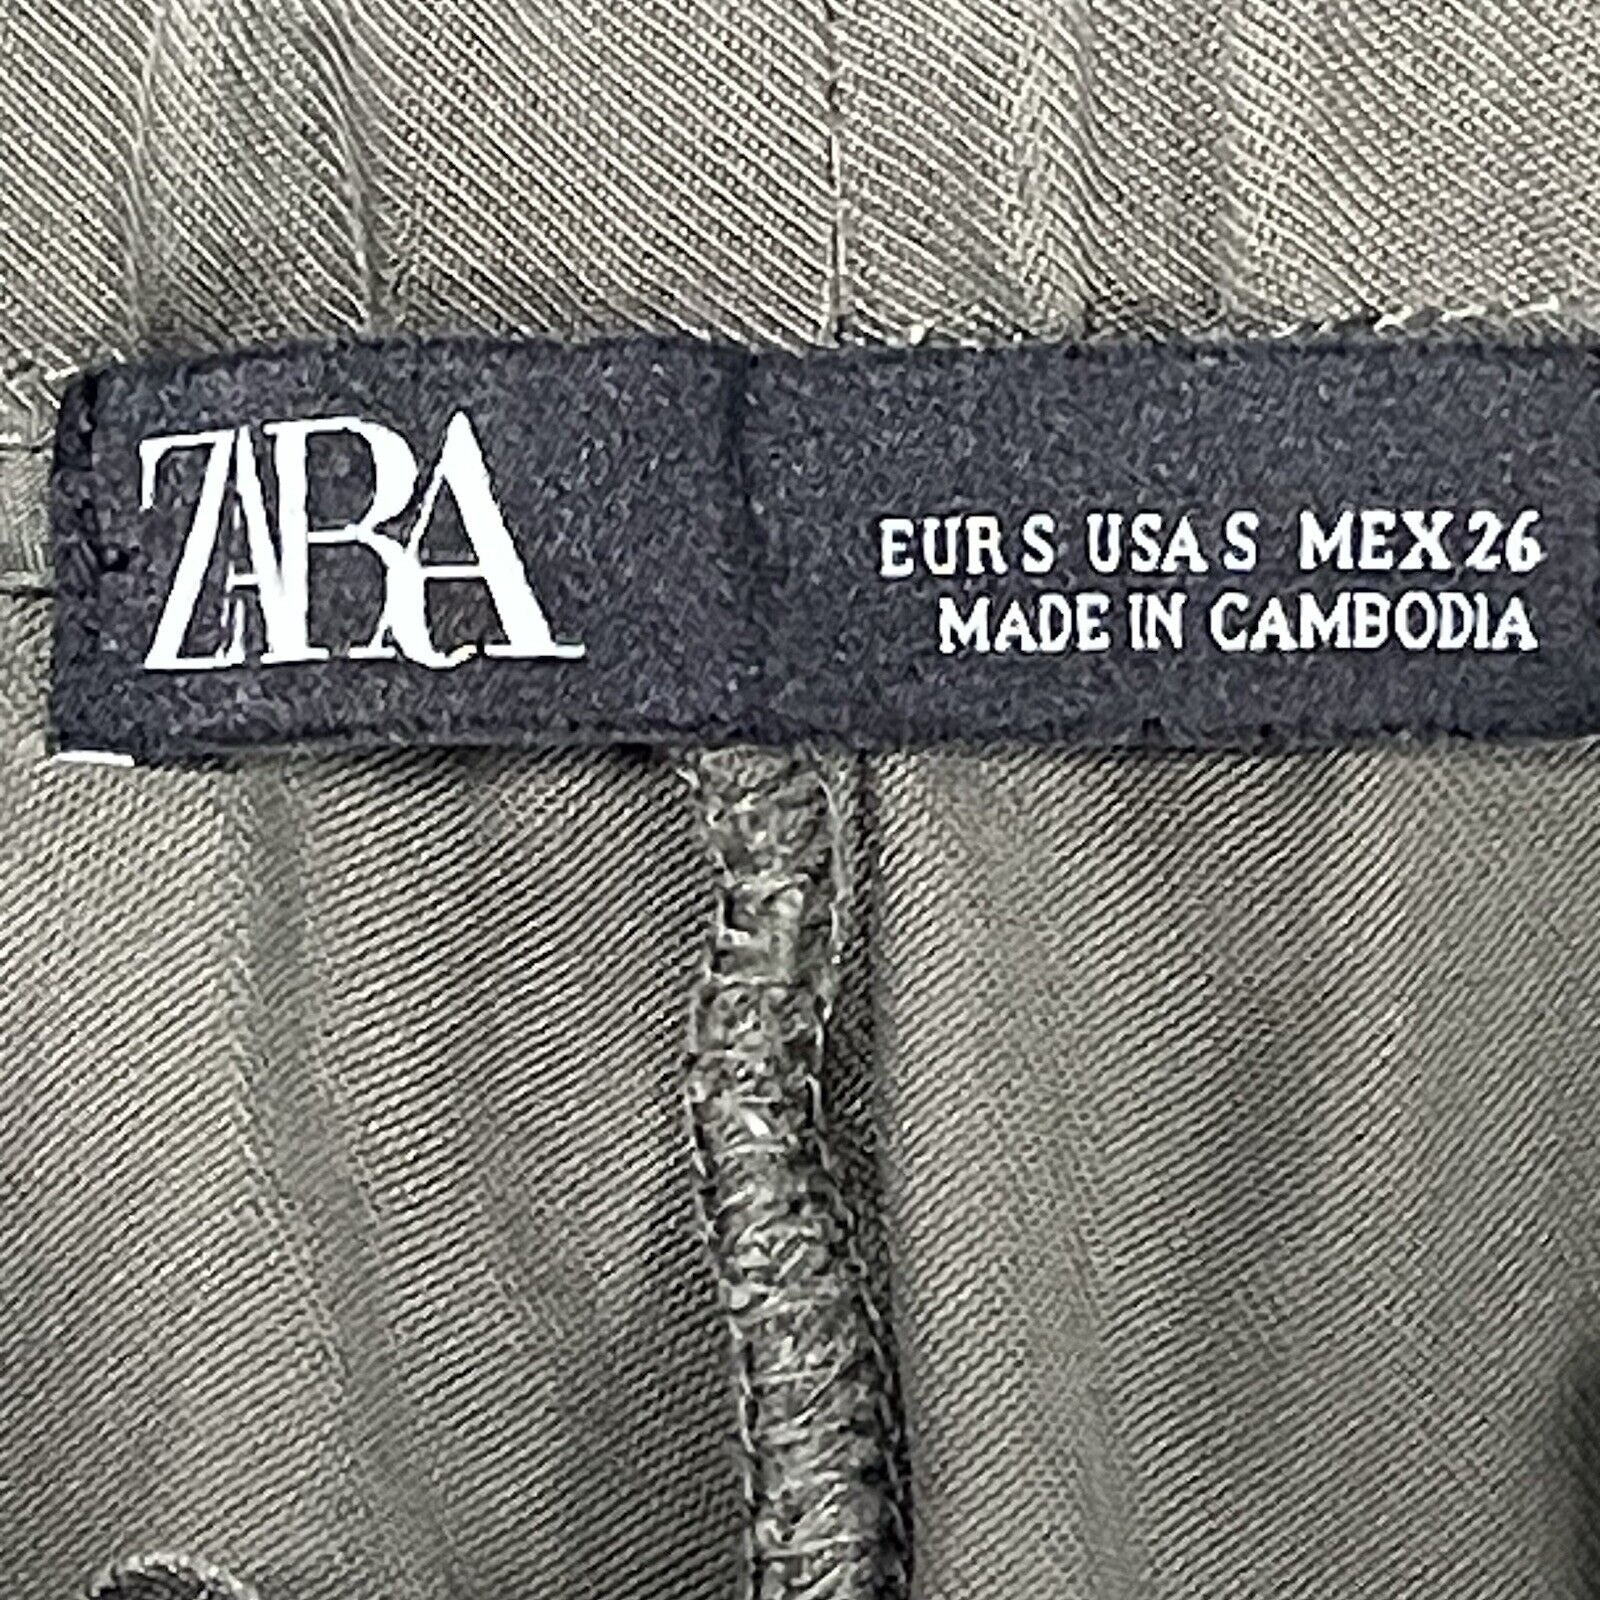 ZARA
EUR S USA S MEX 26
MADE IN CAMBODIA